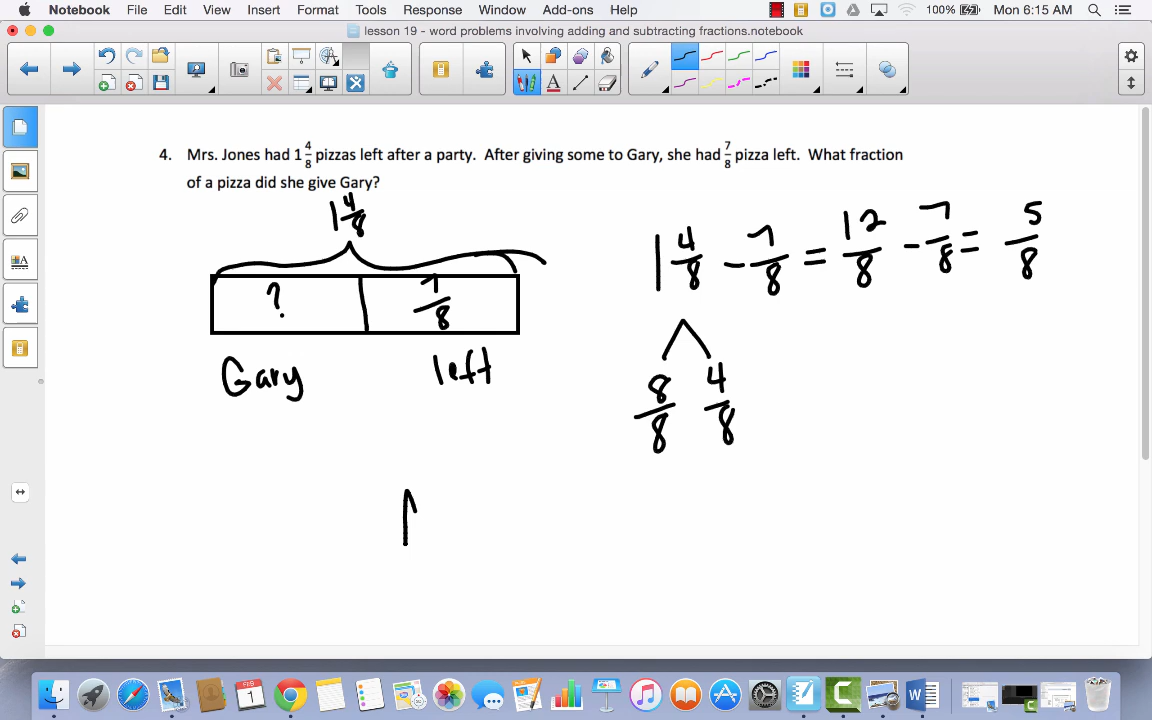 Notebook File Edit View Insert Format Tools Response Window Add-ons Help 100% Mon 6:15 AM
lesson 19 - word problems involving adding and subtracting fractions.notebook
4. Mrs. Jones had 1 4/8 pizzas left after a party. After giving some to Gary, she had 7/8 pizza left. What fraction
of a pizza did she give Gary?
1 4/8
? 7/8
Gary left
1 4/8 - 7/8 = 12/8 - 7/8 = 5/8
8/8 4/8
A
FEB
1
W